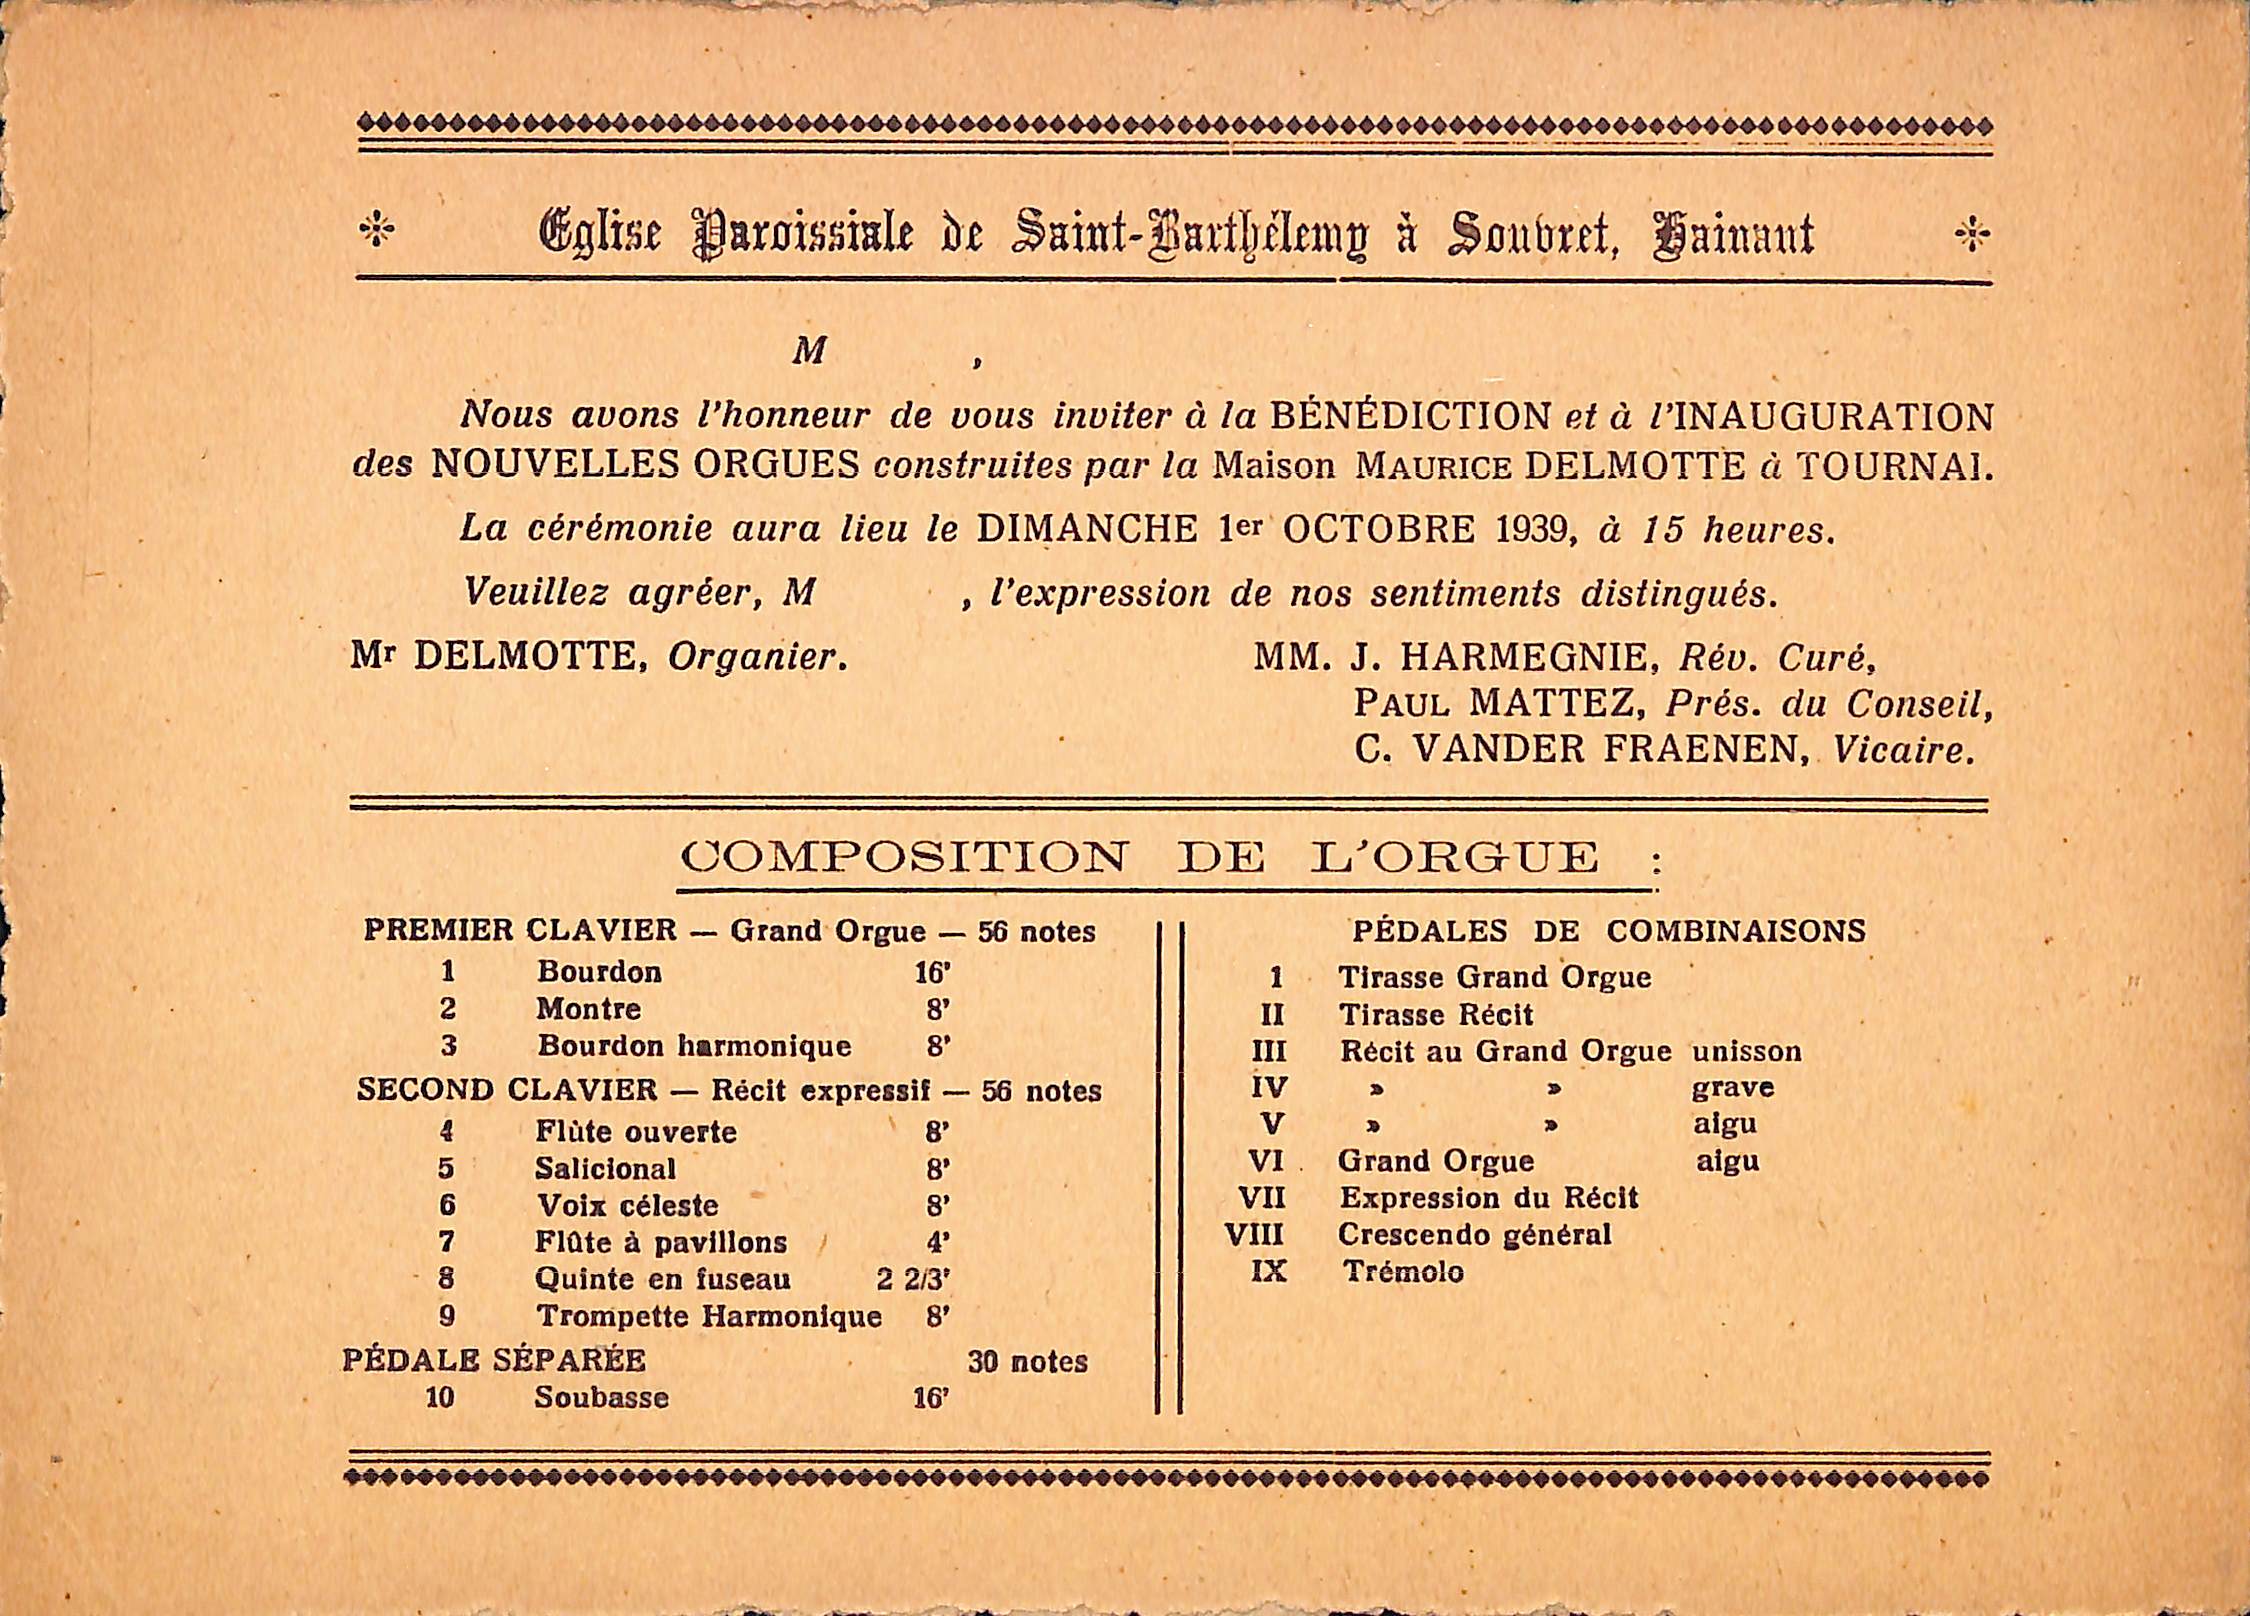 Eglise Paroissiale de Saint-Barthélemy à Souvret, Hainaut
M ,
Nous avons l'honneur de vous inviter à la BÉNÉDICTION et à l'INAUGURATION
des NOUVELLES ORGUES construites par la Maison MAURICE DELMOTTE à TOURNAI.
La cérémonie aura lieu le DIMANCHE 1er OCTOBRE 1939, à 15 heures.
Veuillez agréer, M , l'expression de nos sentiments distingués.
Mr DELMOTTE, Organier.
MM. J. HARMEGNIE, Rév. Curé,
PAUL MATTEZ, Prés. du Conseil,
C. VANDER FRAENEN, Vicaire.
COMPOSITION DE L'ORGUE :
PREMIER CLAVIER — Grand Orgue — 56 notes
1 Bourdon 16'
2 Montre 8'
3 Bourdon harmonique 8'
SECOND CLAVIER — Récit expressif — 56 notes
4 Flûte ouverte 8'
5 Salicional 8'
6 Voix céleste 8'
7 Flûte à pavillons 4'
8 Quinte en fuseau 2 2/3'
9 Trompette Harmonique 8'
PÉDALE SÉPARÉE 30 notes
10 Soubasse 16'
PÉDALES DE COMBINAISONS
I Tirasse Grand Orgue
II Tirasse Récit
III Récit au Grand Orgue unisson
IV » » grave
V » » aigu
VI Grand Orgue aigu
VII Expression du Récit
VIII Crescendo général
IX Trémolo